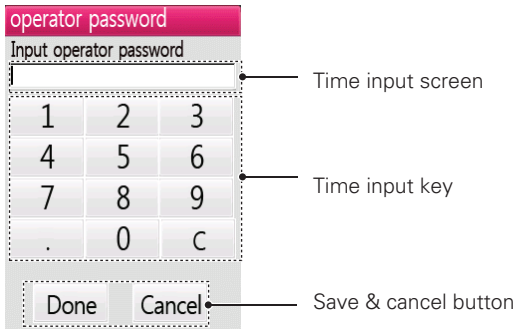 operator password
Input operator password
Time input screen
1 2 3
4 5 6
Time input key
7 8 9
. 0 C
Done Cancel
Save & cancel button